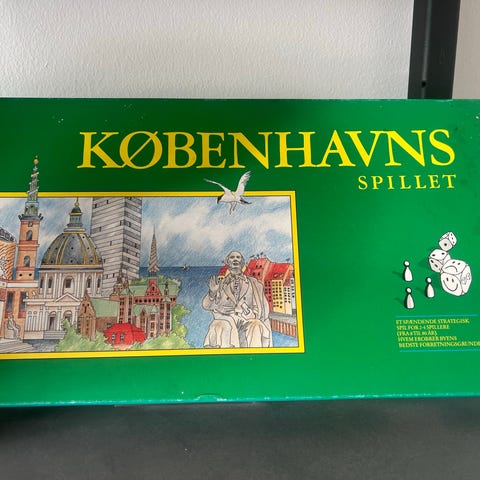 KØBENHAVNS
SPILLET
ET SPÆNDENDE STRATEGISK
SPIL FOR 2-6 SPILLERE
(FRA 8 TIL 80 ÅR).
HVEM EROBRER BYENS
BEDSTE FORRETNINGSGRUNDE